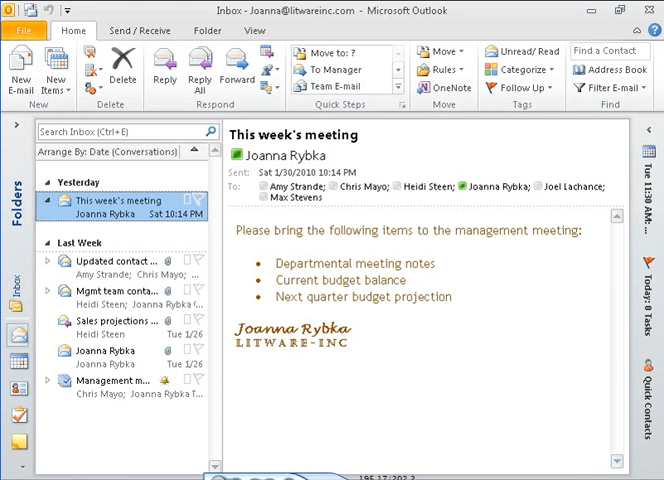 Inbox - Joanna@litwareinc.com - Microsoft Outlook
File Home Send / Receive Folder View
New E-mail
New Items
New
Delete
Delete
Reply
Reply All
Forward
Respond
Move to: ?
To Manager
Team E-mail
Quick Steps
Move
Rules
OneNote
Move
Unread/ Read
Categorize
Follow Up
Tags
Find a Contact
Address Book
Filter E-mail
Find
Folders
Inbox
Search Inbox (Ctrl+E)
Arrange By: Date (Conversations)
Yesterday
This week's meeting
Joanna Rybka Sat 10:14 PM
Last Week
Updated contact ...
Amy Strande; Chris Mayo; ...
Mgmt team conta...
Heidi Steen; Joanna Rybka ...
Sales projections ...
Heidi Steen Tue 1/26
Joanna Rybka
Joanna Rybka Tue 1/26
Management m...
Chris Mayo; Joanna Rybka T...
This week's meeting
Joanna Rybka
Sent: Sat 1/30/2010 10:14 PM
To: Amy Strande; Chris Mayo; Heidi Steen; Joanna Rybka; Joel Lachance;
Max Stevens
Please bring the following items to the management meeting:
• Departmental meeting notes
• Current budget balance
• Next quarter budget projection
Joanna Rybka
LITWARE-INC
Tue 11:30 AM: ...
Today: 0 Tasks
Quick Contacts